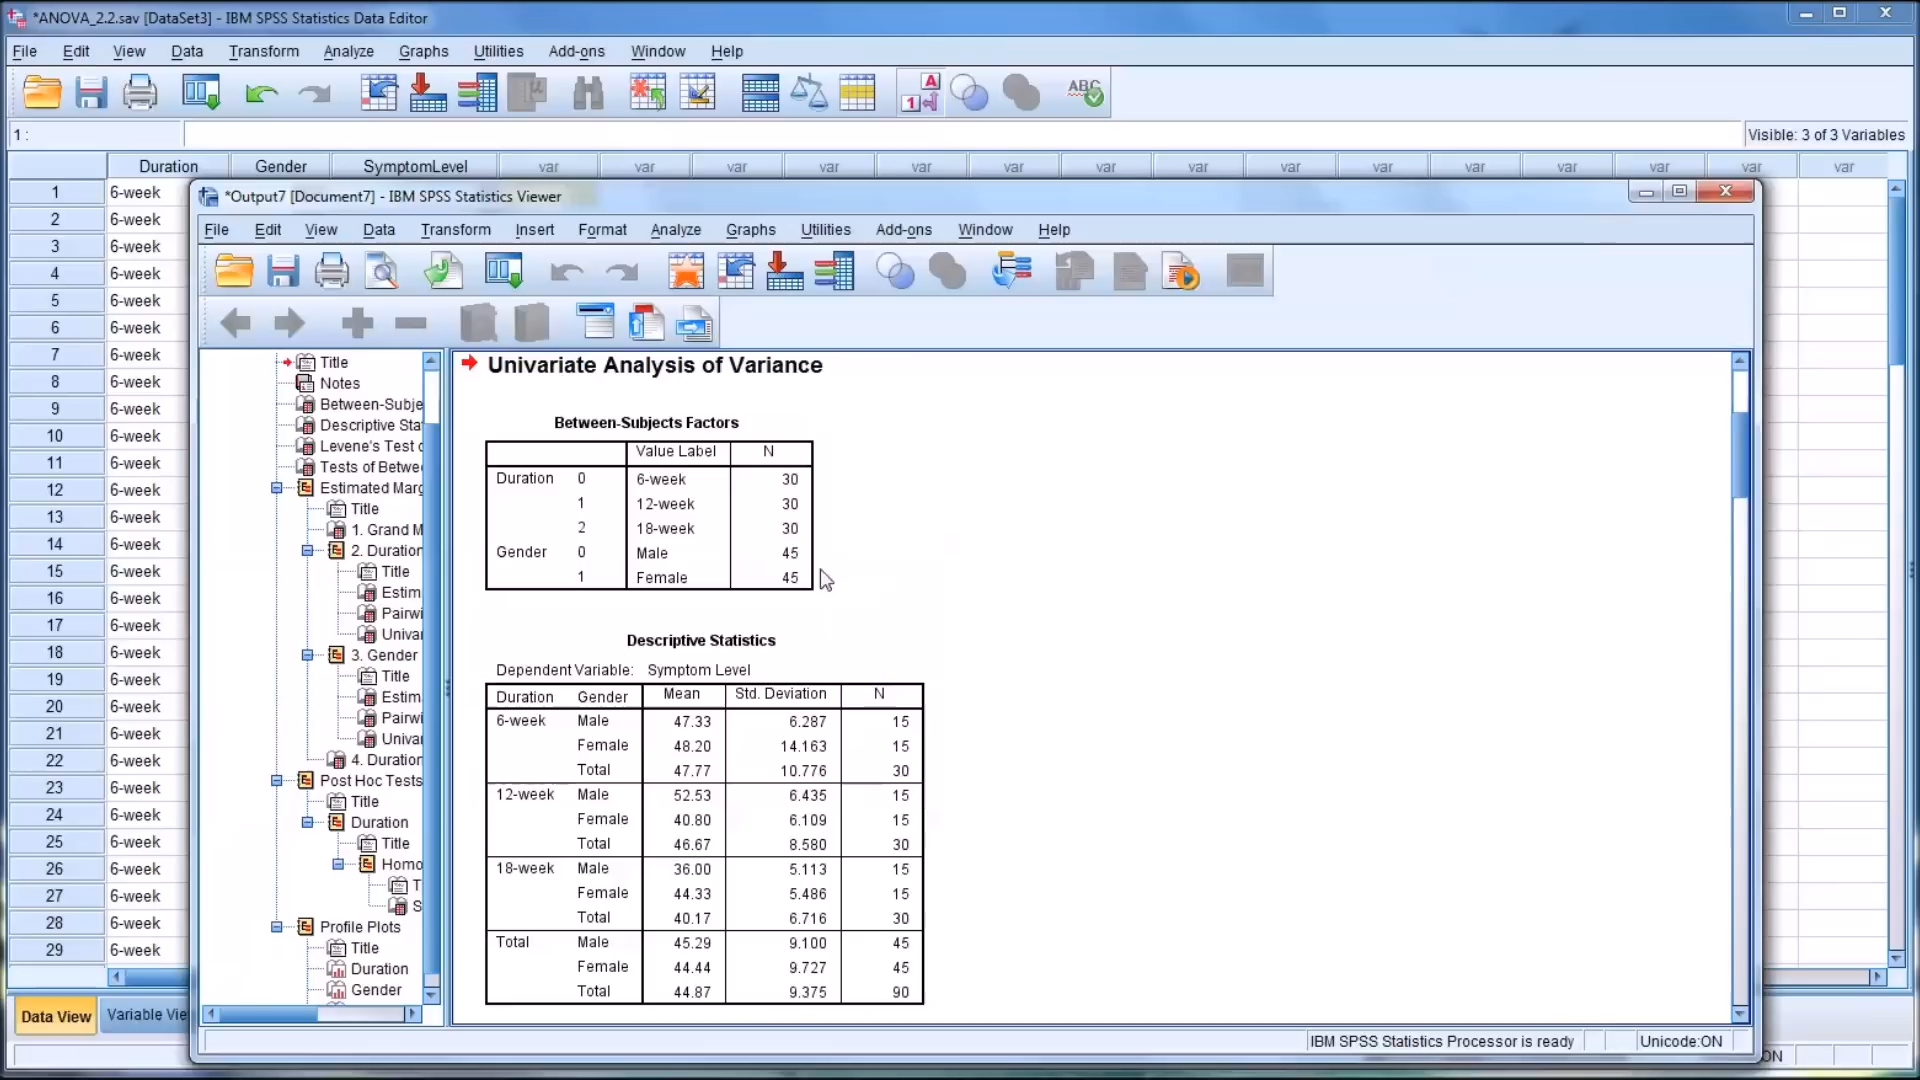 *ANOVA_2.2.sav [DataSet3] - IBM SPSS Statistics Data Editor
File Edit View Data Transform Analyze Graphs Utilities Add-ons Window Help
1 :
Visible: 3 of 3 Variables
Duration Gender SymptomLevel var var var var var var var var var var var var var var var
1 6-week
2 6-week
3 6-week
4 6-week
5 6-week
6 6-week
7 6-week
8 6-week
9 6-week
10 6-week
11 6-week
12 6-week
13 6-week
14 6-week
15 6-week
16 6-week
17 6-week
18 6-week
19 6-week
20 6-week
21 6-week
22 6-week
23 6-week
24 6-week
25 6-week
26 6-week
27 6-week
28 6-week
29 6-week
Data View Variable Vie
ON
*Output7 [Document7] - IBM SPSS Statistics Viewer
File Edit View Data Transform Insert Format Analyze Graphs Utilities Add-ons Window Help
Title
Notes
Between-Subje
Descriptive Sta
Levene's Test o
Tests of Betwe
Estimated Marg
Title
1. Grand M
2. Duration
Title
Estim
Pairwi
Univa
3. Gender
Title
Estim
Pairwi
Univa
4. Duration
Post Hoc Tests
Title
Duration
Title
Homo
T
S
Profile Plots
Title
Duration
Gender
Univariate Analysis of Variance
Between-Subjects Factors
Value Label N
Duration 0 6-week 30
1 12-week 30
2 18-week 30
Gender 0 Male 45
1 Female 45
Descriptive Statistics
Dependent Variable: Symptom Level
Duration Gender Mean Std. Deviation N
6-week Male 47.33 6.287 15
Female 48.20 14.163 15
Total 47.77 10.776 30
12-week Male 52.53 6.435 15
Female 40.80 6.109 15
Total 46.67 8.580 30
18-week Male 36.00 5.113 15
Female 44.33 5.486 15
Total 40.17 6.716 30
Total Male 45.29 9.100 45
Female 44.44 9.727 45
Total 44.87 9.375 90
IBM SPSS Statistics Processor is ready Unicode:ON